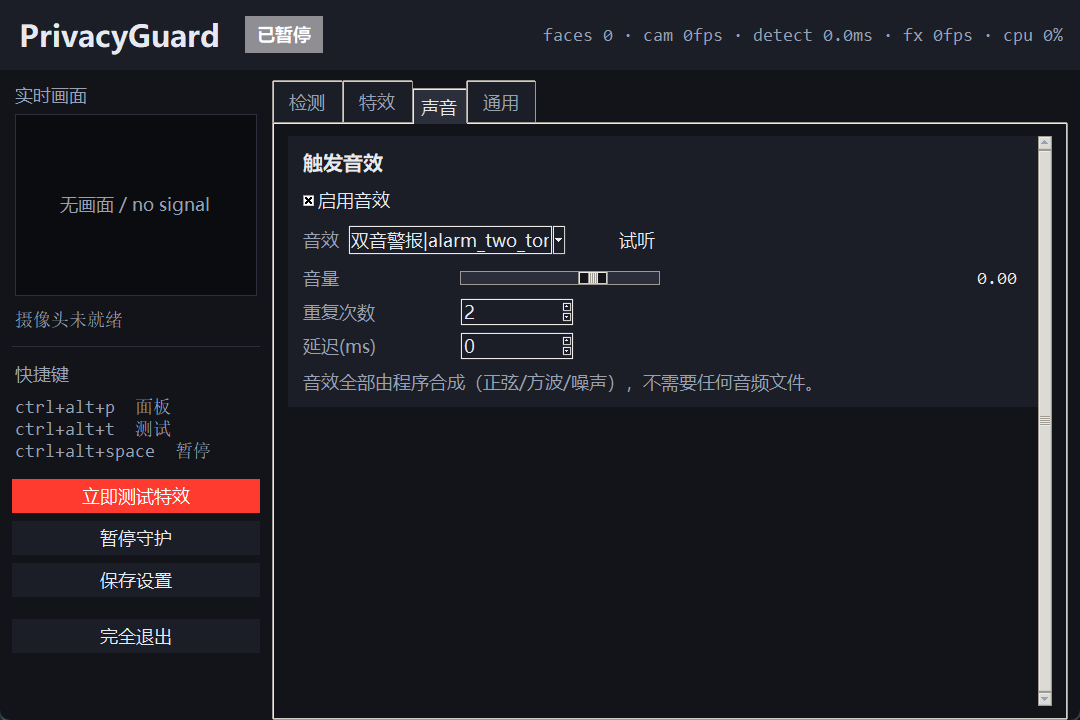 PrivacyGuard 已暂停 faces 0 · cam 0fps · detect 0.0ms · fx 0fps · cpu 0%
实时画面
无画面 / no signal
摄像头未就绪
快捷键
ctrl+alt+p 面板
ctrl+alt+t 测试
ctrl+alt+space 暂停
立即测试特效
暂停守护
保存设置
完全退出
检测 特效 声音 通用
触发音效
启用音效
音效 双音警报|alarm_two_tor 试听
音量 0.00
重复次数 2
延迟(ms) 0
音效全部由程序合成（正弦/方波/噪声），不需要任何音频文件。